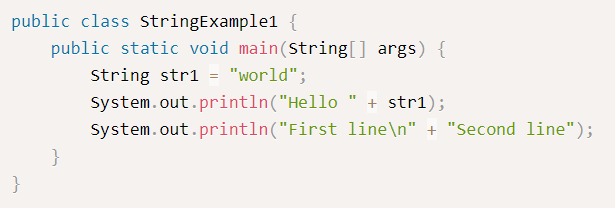 public class StringExample1 {
    public static void main(String[] args) {
        String str1 = "world";
        System.out.println("Hello " + str1);
        System.out.println("First line\n" + "Second line");
    }
}